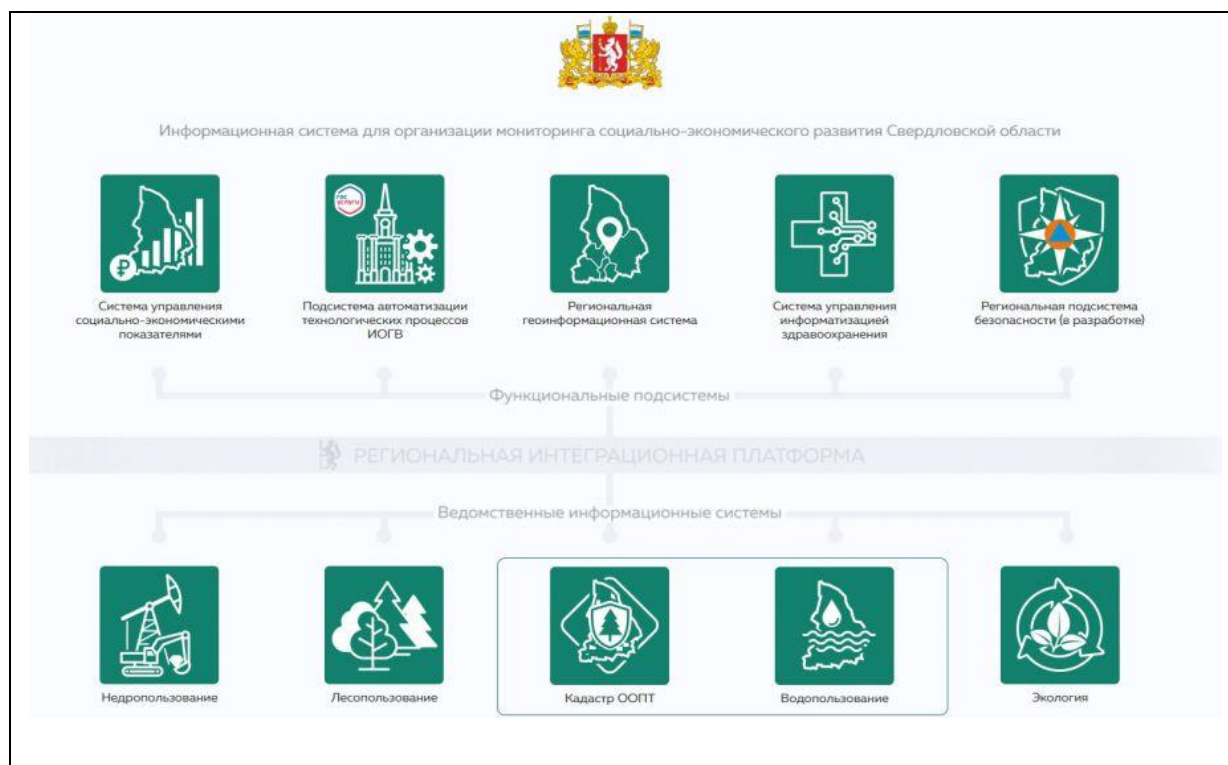 Информационная система для организации мониторинга социально-экономического развития Свердловской области
гос
услуги
Система управления
социально-экономическими
показателями
Подсистема автоматизации
технологических процессов
ИОГВ
Региональная
геоинформационная система
Система управления
информатизацией
здравоохранения
Региональная подсистема
безопасности (в разработке)
Функциональные подсистемы
РЕГИОНАЛЬНАЯ ИНТЕГРАЦИОННАЯ ПЛАТФОРМА
Ведомственные информационные системы
Недропользование
Лесопользование
Кадастр ООПТ
Водопользование
Экология